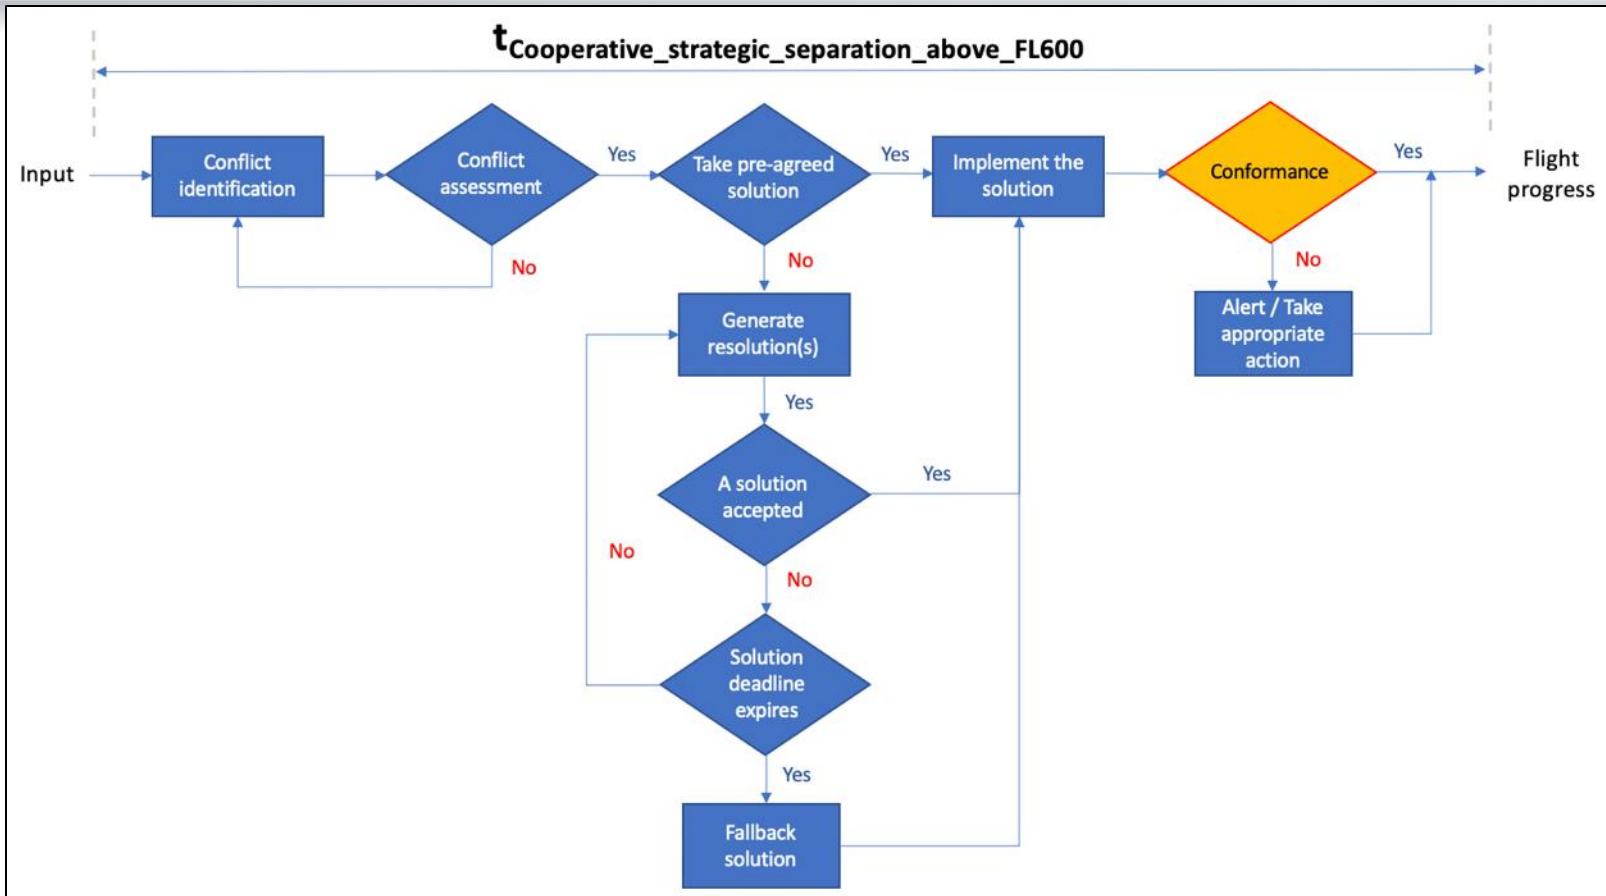 tCooperative_strategic_separation_above_FL600
Input
Conflict
identification
Conflict
assessment
Yes
No
Take pre-agreed
solution
Yes
No
Implement the
solution
Conformance
Yes
No
Flight
progress
Alert / Take
appropriate
action
Generate
resolution(s)
Yes
A solution
accepted
Yes
No
No
Solution
deadline
expires
Yes
Fallback
solution